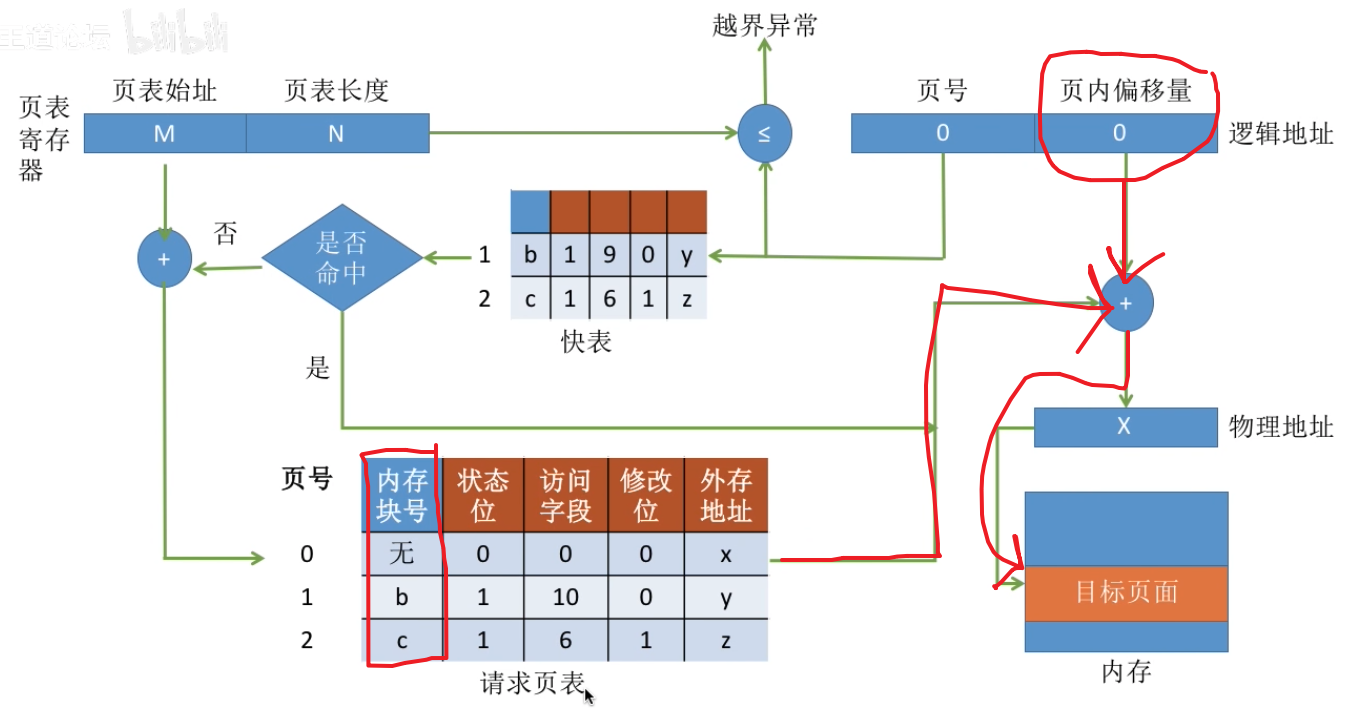 王道论坛 bilibili
越界异常
页表始址 页表长度
页号 页内偏移量
页表
寄存
器
M N
≤
0 0
逻辑地址
否
是否
命中
+
1 b 1 9 0 y
2 c 1 6 1 z
快表
+
是
X
物理地址
页号
内存
块号
状态
位
访问
字段
修改
位
外存
地址
0 无 0 0 0 x
1 b 1 10 0 y
2 c 1 6 1 z
请求页表
目标页面
内存